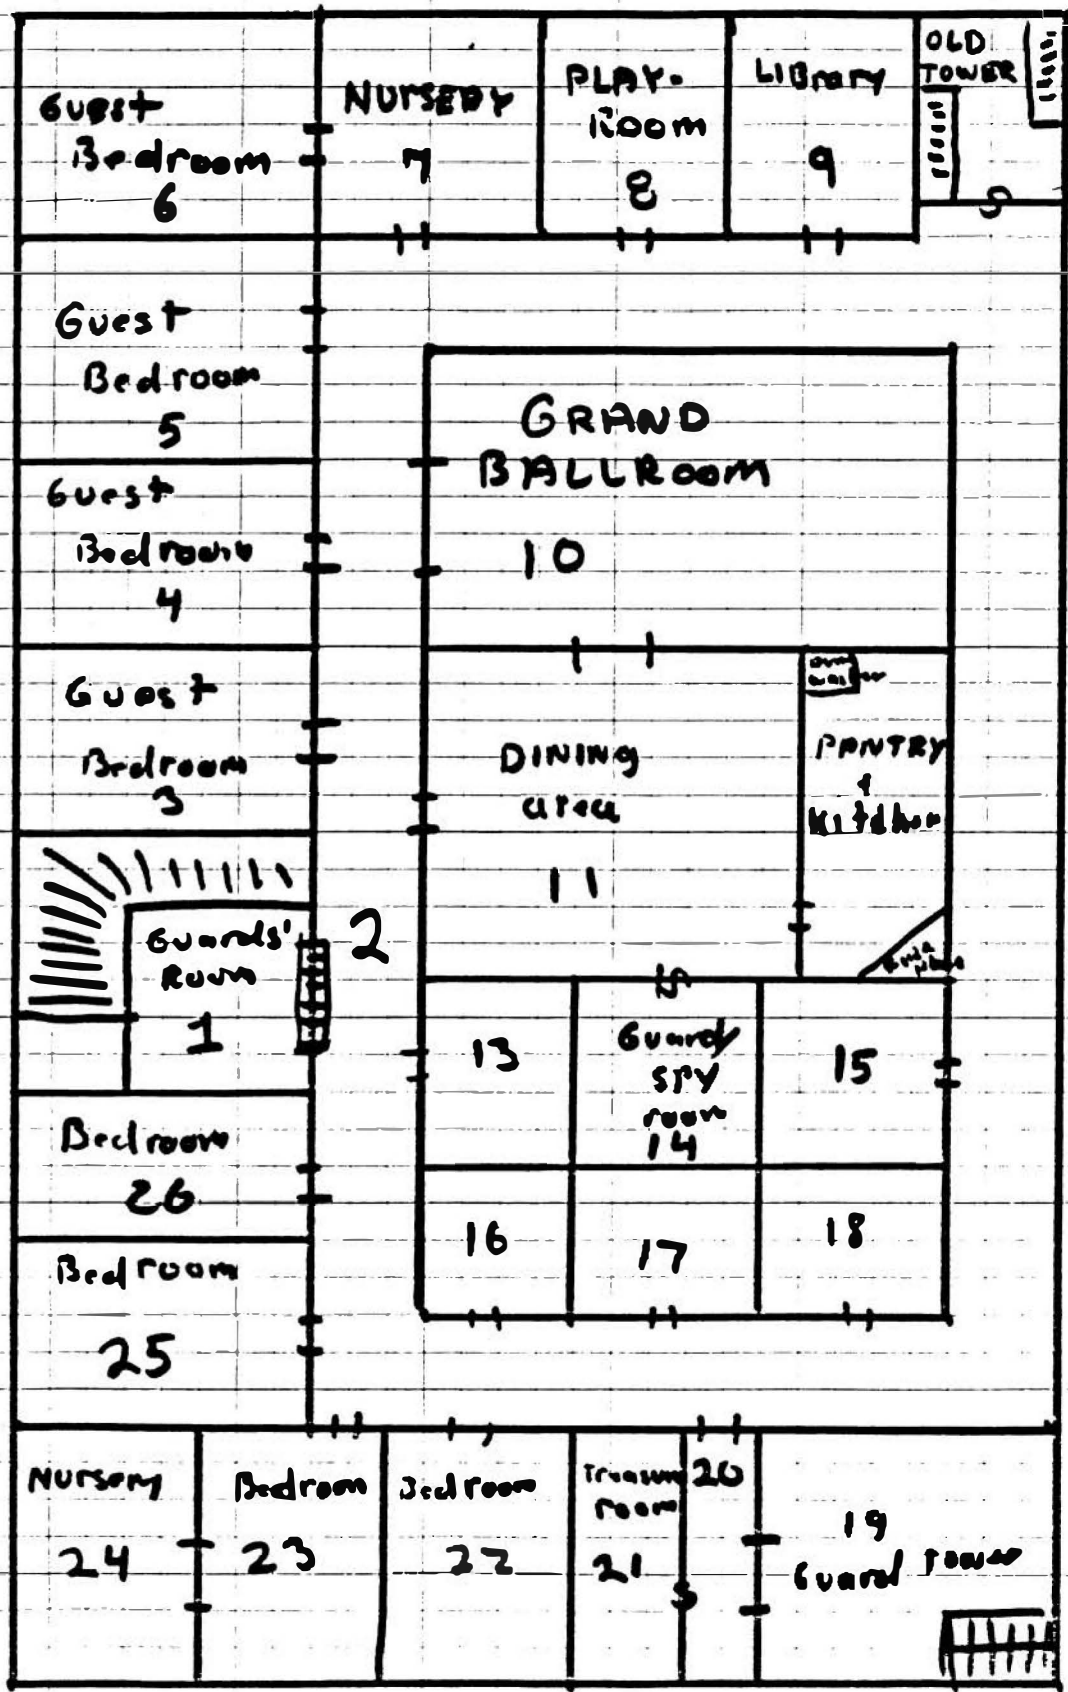 Guest
Bedroom
6
NURSERY
7
PLAY-
Room
8
LIBrary
9
OLD
TOWER
S
Guest
Bedroom
5
Guest
Bedroom
4
Guest
Bedroom
3
GRAND
BALLROOM
10
DINING
area
11
PANTRY
+
Kitchen
Guards'
Room
1
2
13
S
Guard
SPY
room
14
15
16
17
18
Bedroom
26
Bedroom
25
Nursery
24
Bedroom
23
Bedroom
22
Treasure
room
21
S
20
19
Guard Tower